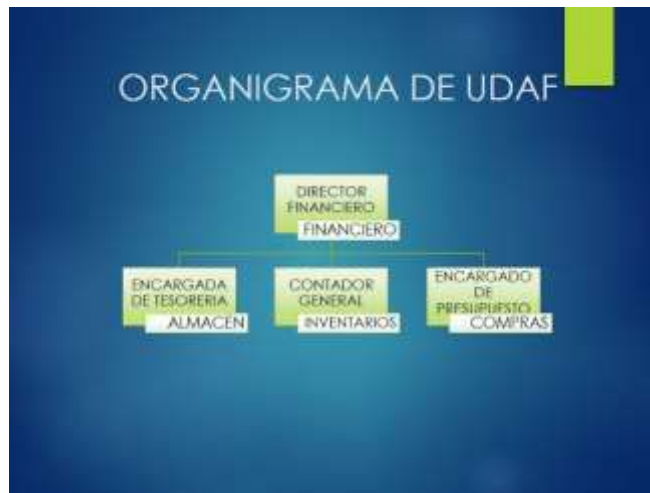 ORGANIGRAMA DE UDAF
DIRECTOR
FINANCIERO
FINANCIERO
ENCARGADA
DE TESORERIA
ALMACEN
CONTADOR
GENERAL
INVENTARIOS
ENCARGADO
DE
PRESUPUESTO
COMPRAS